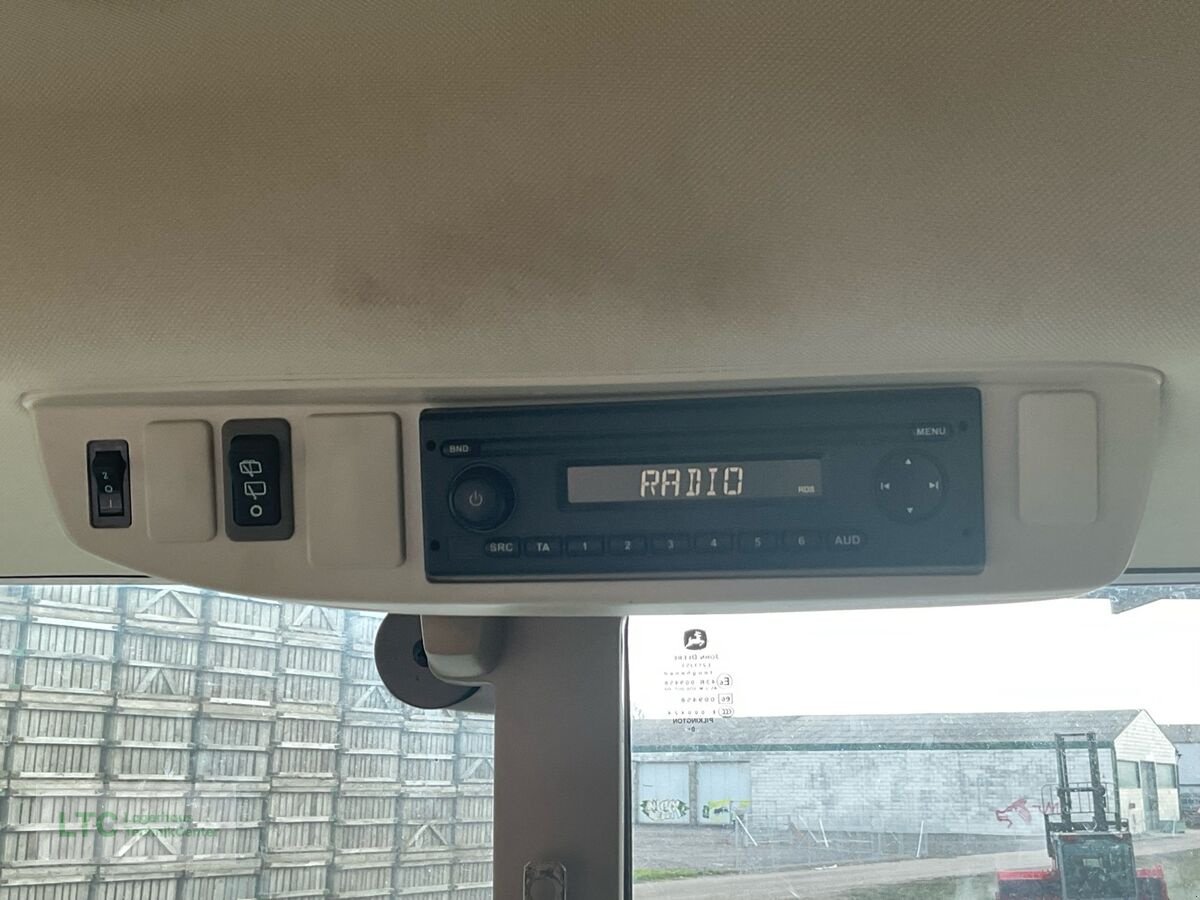 BND
MENU
RADIO
RDS
SRC TA 1 2 3 4 5 6 AUD
JOHN DEERE
PILKINGTON
LTC